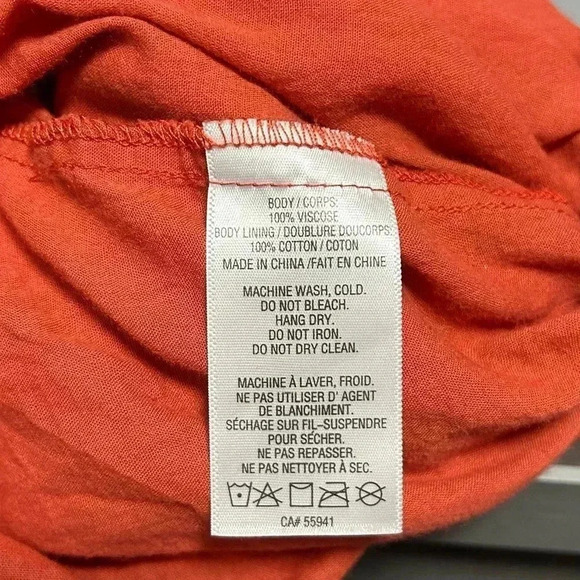 BODY / CORPS:
100% VISCOSE
BODY LINING / DOUBLURE DOUCORPS:
100% COTTON / COTON
MADE IN CHINA /FAIT EN CHINE
MACHINE WASH, COLD.
DO NOT BLEACH.
HANG DRY.
DO NOT IRON.
DO NOT DRY CLEAN.
MACHINE À LAVER, FROID.
NE PAS UTILISER D' AGENT
DE BLANCHIMENT.
SÉCHAGE SUR FIL-SUSPENDRE
POUR SÉCHER.
NE PAS REPASSER.
NE PAS NETTOYER À SEC.
CA# 55941